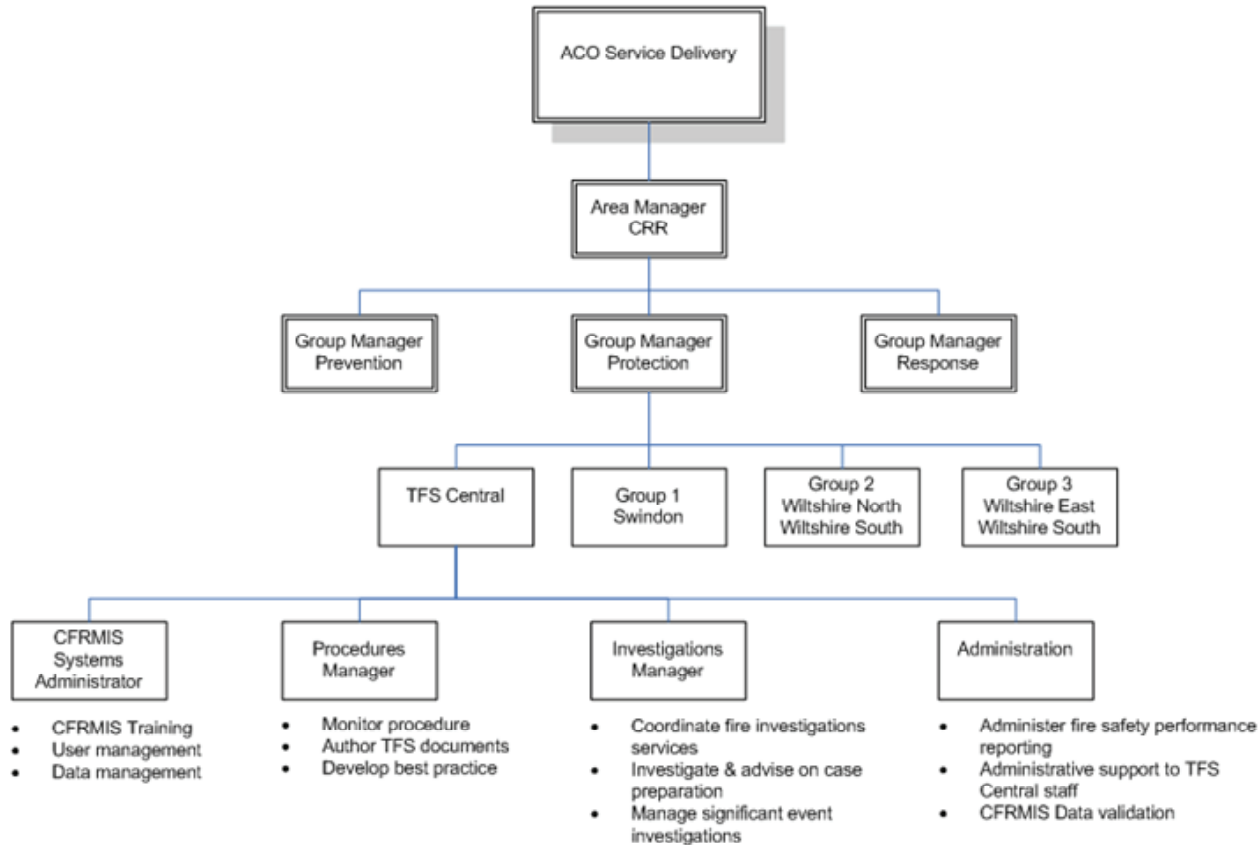 ACO Service Delivery
Area Manager
CRR
Group Manager
Prevention
Group Manager
Protection
Group Manager
Response
TFS Central
Group 1
Swindon
Group 2
Wiltshire North
Wiltshire South
Group 3
Wiltshire East
Wiltshire South
CFRMIS
Systems
Administrator
• CFRMIS Training
• User management
• Data management
Procedures
Manager
• Monitor procedure
• Author TFS documents
• Develop best practice
Investigations
Manager
• Coordinate fire investigations
services
• Investigate & advise on case
preparation
• Manage significant event
investigations
Administration
• Administer fire safety performance
reporting
• Administrative support to TFS
Central staff
• CFRMIS Data validation